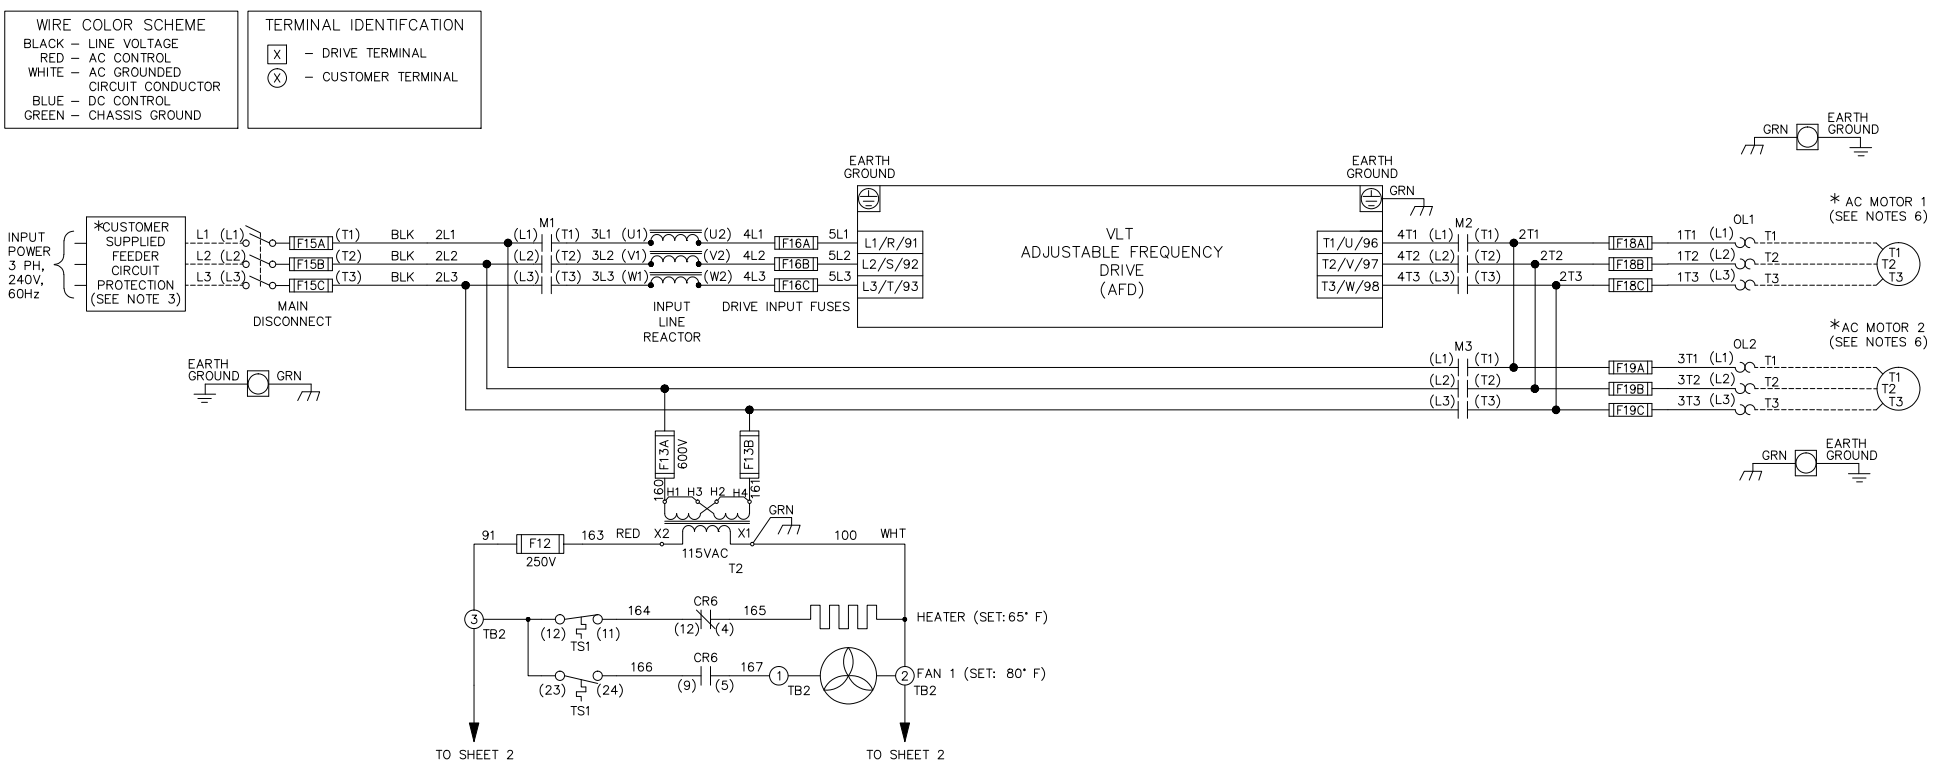 WIRE COLOR SCHEME
BLACK – LINE VOLTAGE
RED – AC CONTROL
WHITE – AC GROUNDED
CIRCUIT CONDUCTOR
BLUE – DC CONTROL
GREEN – CHASSIS GROUND
TERMINAL IDENTIFCATION
X – DRIVE TERMINAL
X – CUSTOMER TERMINAL
GRN
EARTH
GROUND
EARTH
GROUND
EARTH
GROUND
GRN
INPUT
POWER
3 PH,
240V,
60Hz
*CUSTOMER
SUPPLIED
FEEDER
CIRCUIT
PROTECTION
(SEE NOTE 3)
L1 (L1) F15A (T1) BLK 2L1 (L1) M1 (T1) 3L1 (U1) (U2) 4L1 F16A 5L1 L1/R/91
L2 (L2) F15B (T2) BLK 2L2 (L2) (T2) 3L2 (V1) (V2) 4L2 F16B 5L2 L2/S/92
L3 (L3) F15C (T3) BLK 2L3 (L3) (T3) 3L3 (W1) (W2) 4L3 F16C 5L3 L3/T/93
MAIN
DISCONNECT
INPUT
LINE
REACTOR
DRIVE INPUT FUSES
VLT
ADJUSTABLE FREQUENCY
DRIVE
(AFD)
T1/U/96 4T1 (L1) M2 (T1) 2T1 F18A 1T1 (L1) OL1 T1
T2/V/97 4T2 (L2) (T2) 2T2 F18B 1T2 (L2) T2
T3/W/98 4T3 (L3) (T3) 2T3 F18C 1T3 (L3) T3
* AC MOTOR 1
(SEE NOTES 6)
T1
T2
T3
(L1) M3 (T1) F19A 3T1 (L1) OL2 T1
(L2) (T2) F19B 3T2 (L2) T2
(L3) (T3) F19C 3T3 (L3) T3
*AC MOTOR 2
(SEE NOTES 6)
T1
T2
T3
EARTH
GROUND
GRN
GRN
EARTH
GROUND
F13A
600V
F13B
160
161
H1 H3 H2 H4
GRN
91 F12 163 RED X2 X1 100 WHT
250V
115VAC
T2
3
TB2
(12) (11)
TS1
164
CR6
(12) (4)
165
HEATER (SET:65° F)
(23) (24)
TS1
166
CR6
(9) (5)
167
1
TB2
2
TB2
FAN 1 (SET: 80° F)
TO SHEET 2
TO SHEET 2